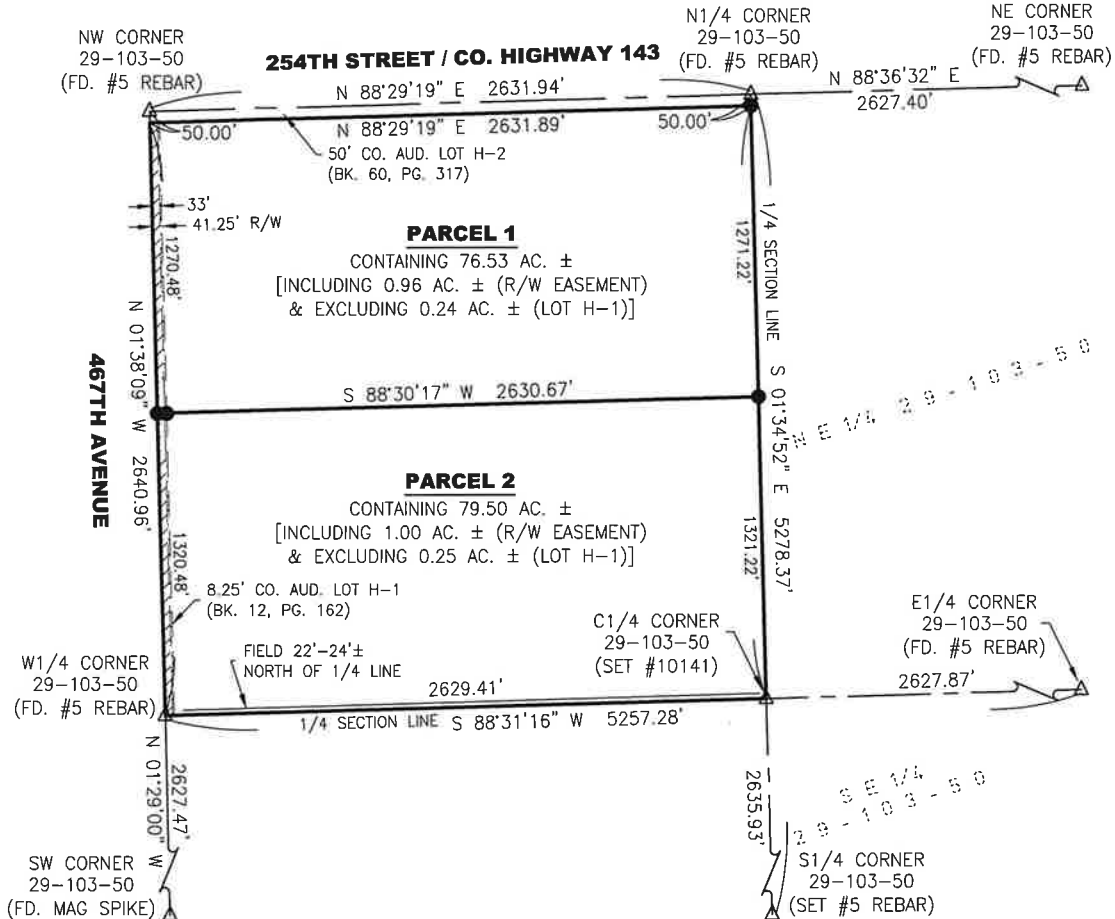 NW CORNER
29-103-50
(FD. #5 REBAR)
254TH STREET / CO. HIGHWAY 143
N1/4 CORNER
29-103-50
(FD. #5 REBAR)
NE CORNER
29-103-50
(FD. #5 REBAR)
N 88°29'19" E 2631.94'
N 88°36'32" E
2627.40'
50.00'
N 88°29'19" E 2631.89'
50.00'
50' CO. AUD. LOT H-2
(BK. 60, PG. 317)
33'
41.25' R/W
PARCEL 1
CONTAINING 76.53 AC. ±
[INCLUDING 0.96 AC. ± (R/W EASEMENT)
& EXCLUDING 0.24 AC. ± (LOT H-1)]
1270.48'
1271.22'
1/4 SECTION LINE S 01°34'52" E 5278.37'
467TH AVENUE
N 01°38'09" W 2640.96'
S 88°30'17" W 2630.67'
NE 1/4 29-103-50
PARCEL 2
CONTAINING 79.50 AC. ±
[INCLUDING 1.00 AC. ± (R/W EASEMENT)
& EXCLUDING 0.25 AC. ± (LOT H-1)]
1320.48'
1321.22'
8.25' CO. AUD. LOT H-1
(BK. 12, PG. 162)
FIELD 22'-24'±
NORTH OF 1/4 LINE
C1/4 CORNER
29-103-50
(SET #10141)
E1/4 CORNER
29-103-50
(FD. #5 REBAR)
W1/4 CORNER
29-103-50
(FD. #5 REBAR)
2629.41'
2627.87'
1/4 SECTION LINE S 88°31'16" W 5257.28'
N 01°29'00" W
2627.47'
2635.93'
SE 1/4
29-103-50
SW CORNER
29-103-50
(FD. MAG SPIKE)
S1/4 CORNER
29-103-50
(SET #5 REBAR)